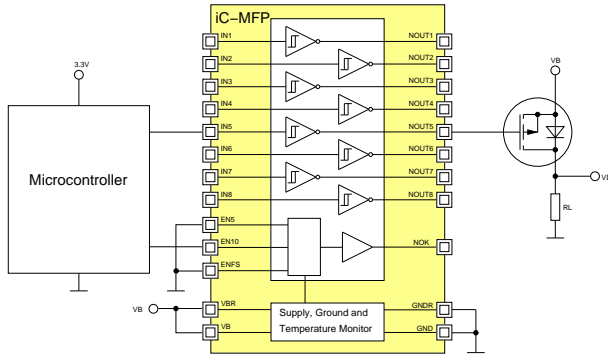 iC-MFP
IN1
NOUT1
IN2
NOUT2
IN3
NOUT3
IN4
NOUT4
IN5
NOUT5
IN6
NOUT6
IN7
NOUT7
IN8
NOUT8
EN5
EN10
NOK
ENFS
VBR
GNDR
VB
GND
Supply, Ground and
Temperature Monitor
3.3V
Microcontroller
VB
VB
RL